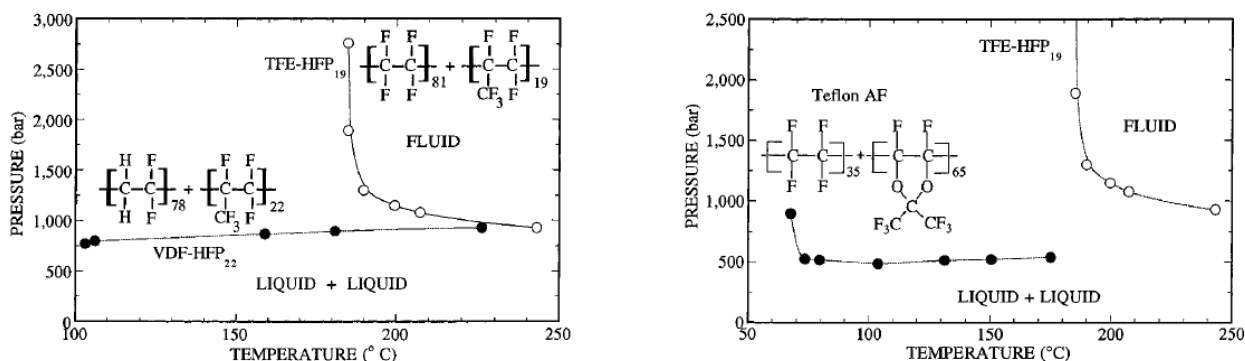 3,000
2,500
2,000
1,500
1,000
500
0
PRESSURE (bar)
100
150
200
250
TEMPERATURE (° C)
TFE-HFP19
F F
C C
F F
81
+
F F
C C
CF3 F
19
FLUID
H F
C C
H F
78
+
F F
C C
CF3 F
22
VDF-HFP22
LIQUID + LIQUID
2,500
2,000
1,500
1,000
500
0
PRESSURE (bar)
50
100
150
200
250
TEMPERATURE (°C)
TFE-HFP19
Teflon AF
F F
C C
F F
35
+
F F
C C
O O
C
F3C CF3
65
FLUID
LIQUID + LIQUID